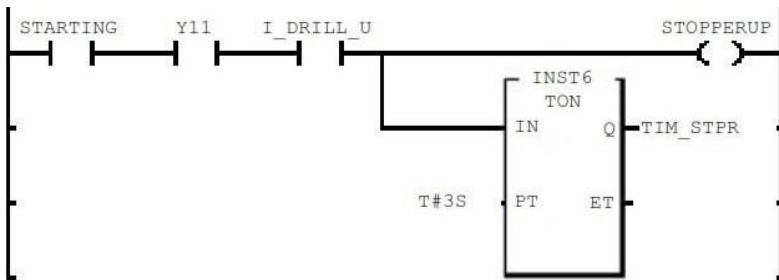 STARTING Y11 I_DRILL_U STOPPERUP
INST6
TON
IN Q TIM_STPR
T#3S PT ET